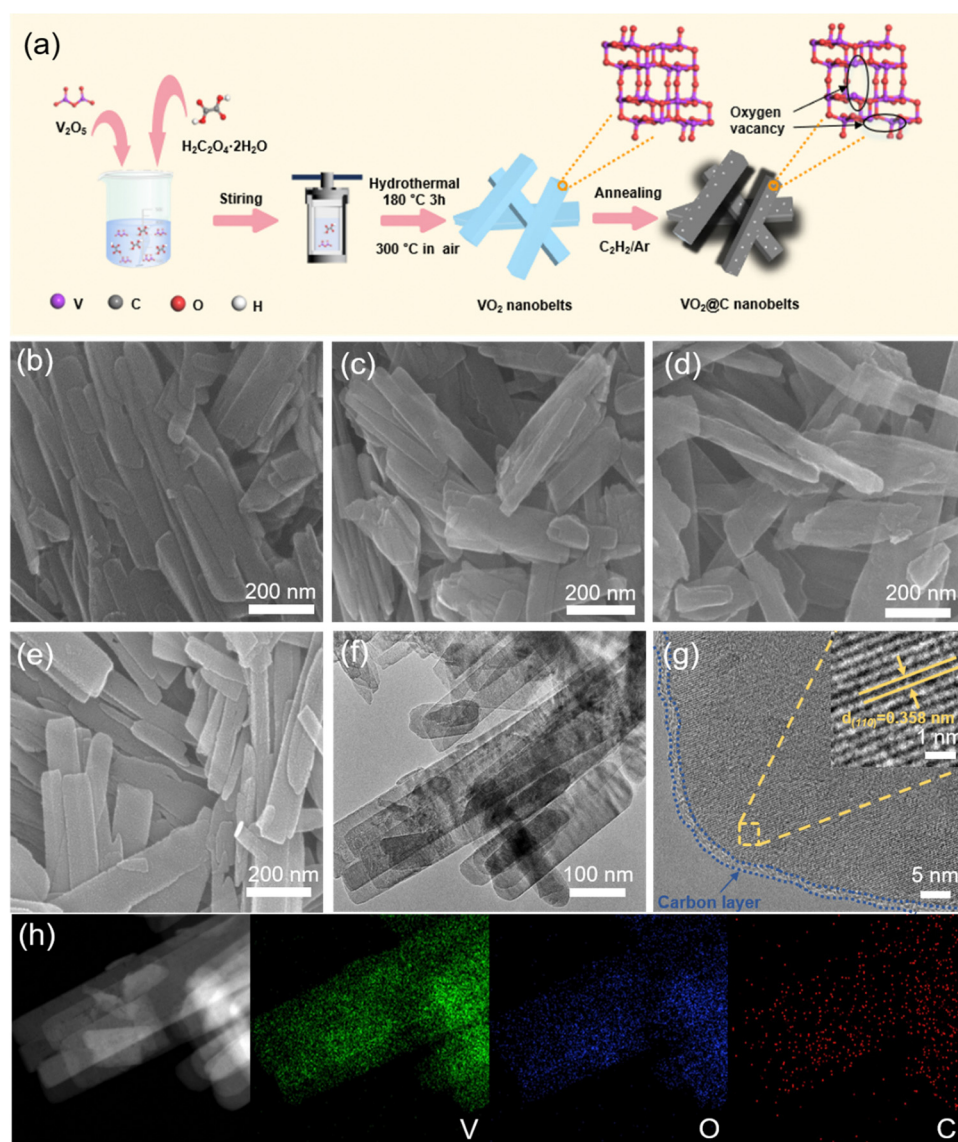 (a)
V₂O₅
H₂C₂O₄·2H₂O
Stiring
Hydrothermal
180 °C 3h
300 °C in air
Annealing
C₂H₂/Ar
Oxygen
vacancy
V
C
O
H
VO₂ nanobelts
VO₂@C nanobelts
(b)
200 nm
(c)
200 nm
(d)
200 nm
(e)
200 nm
(f)
100 nm
(g)
d(110)=0.358 nm
1 nm
Carbon layer
5 nm
(h)
V
O
C